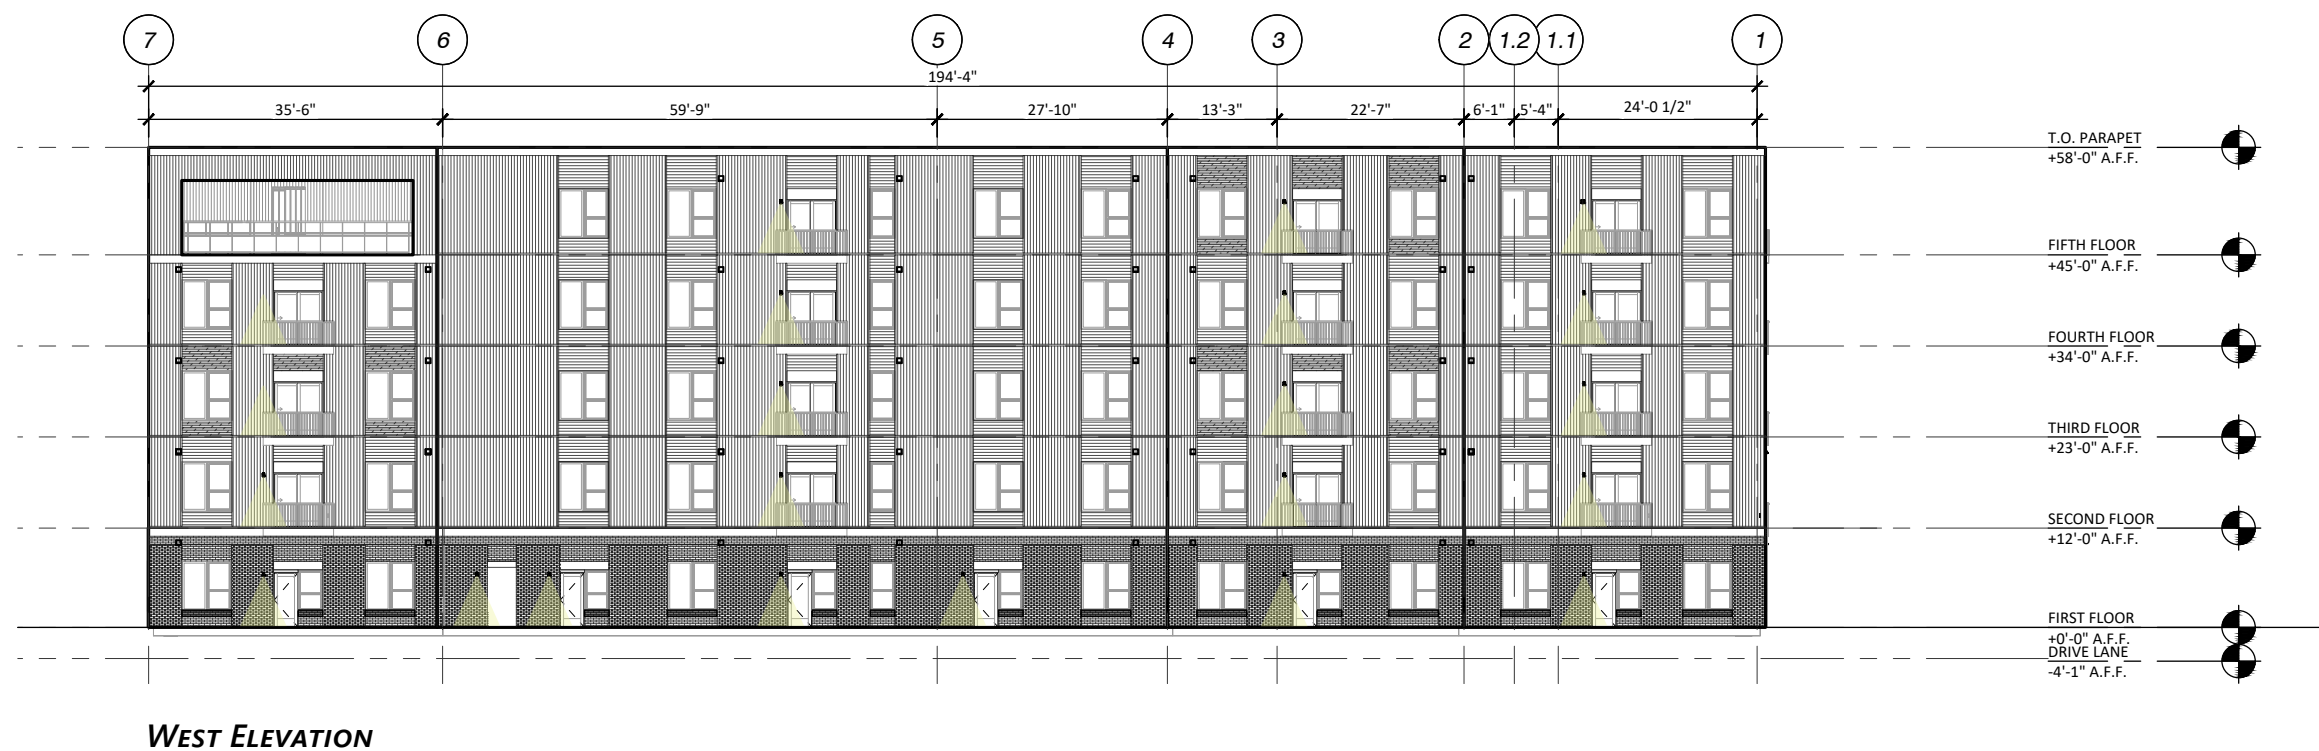 7 6 5 4 3 2 1.2 1.1 1
194'-4"
35'-6" 59'-9" 27'-10" 13'-3" 22'-7" 6'-1" 5'-4" 24'-0 1/2"
T.O. PARAPET
+58'-0" A.F.F.
FIFTH FLOOR
+45'-0" A.F.F.
FOURTH FLOOR
+34'-0" A.F.F.
THIRD FLOOR
+23'-0" A.F.F.
SECOND FLOOR
+12'-0" A.F.F.
FIRST FLOOR
+0'-0" A.F.F.
DRIVE LANE
-4'-1" A.F.F.
WEST ELEVATION